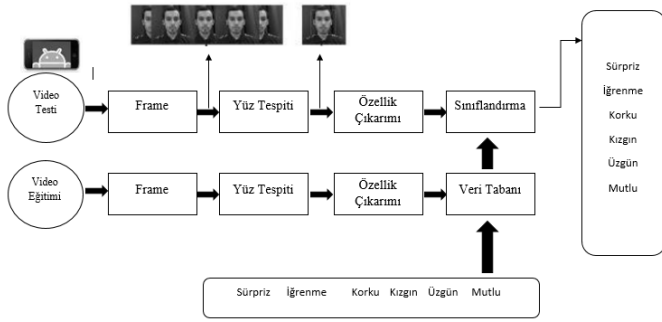 Video
Testi
Frame
Yüz Tespiti
Özellik
Çıkarımı
Sınıflandırma
Sürpriz
İğrenme
Korku
Kızgın
Üzgün
Mutlu
Video
Eğitimi
Frame
Yüz Tespiti
Özellik
Çıkarımı
Veri Tabanı
Sürpriz İğrenme Korku Kızgın Üzgün Mutlu